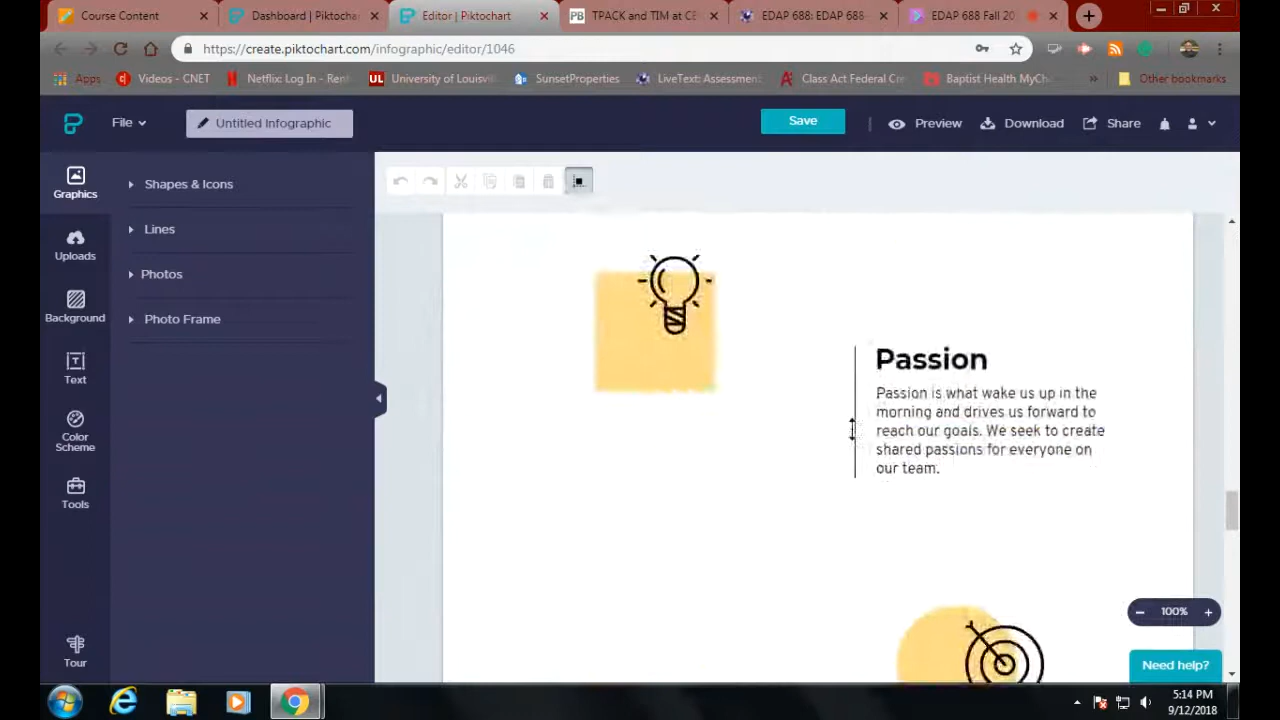 Course Content
Dashboard | Piktochar
Editor | Piktochart
TPACK and TIM at CE
EDAP 688: EDAP 688
EDAP 688 Fall 20
https://create.piktochart.com/infographic/editor/1046
Apps
Videos - CNET
Netflix Log In - Rent
University of Louisvil
SunsetProperties
LiveText: Assessment
Class Act Federal Cre
Baptist Health MyCh
Other bookmarks
File
Untitled Infographic
Save
Preview
Download
Share
Graphics
Uploads
Background
Text
Color
Scheme
Tools
Tour
Shapes & Icons
Lines
Photos
Photo Frame
Passion
Passion is what wake us up in the
morning and drives us forward to
reach our goals. We seek to create
shared passions for everyone on
our team.
100%
Need help?
5:14 PM
9/12/2018